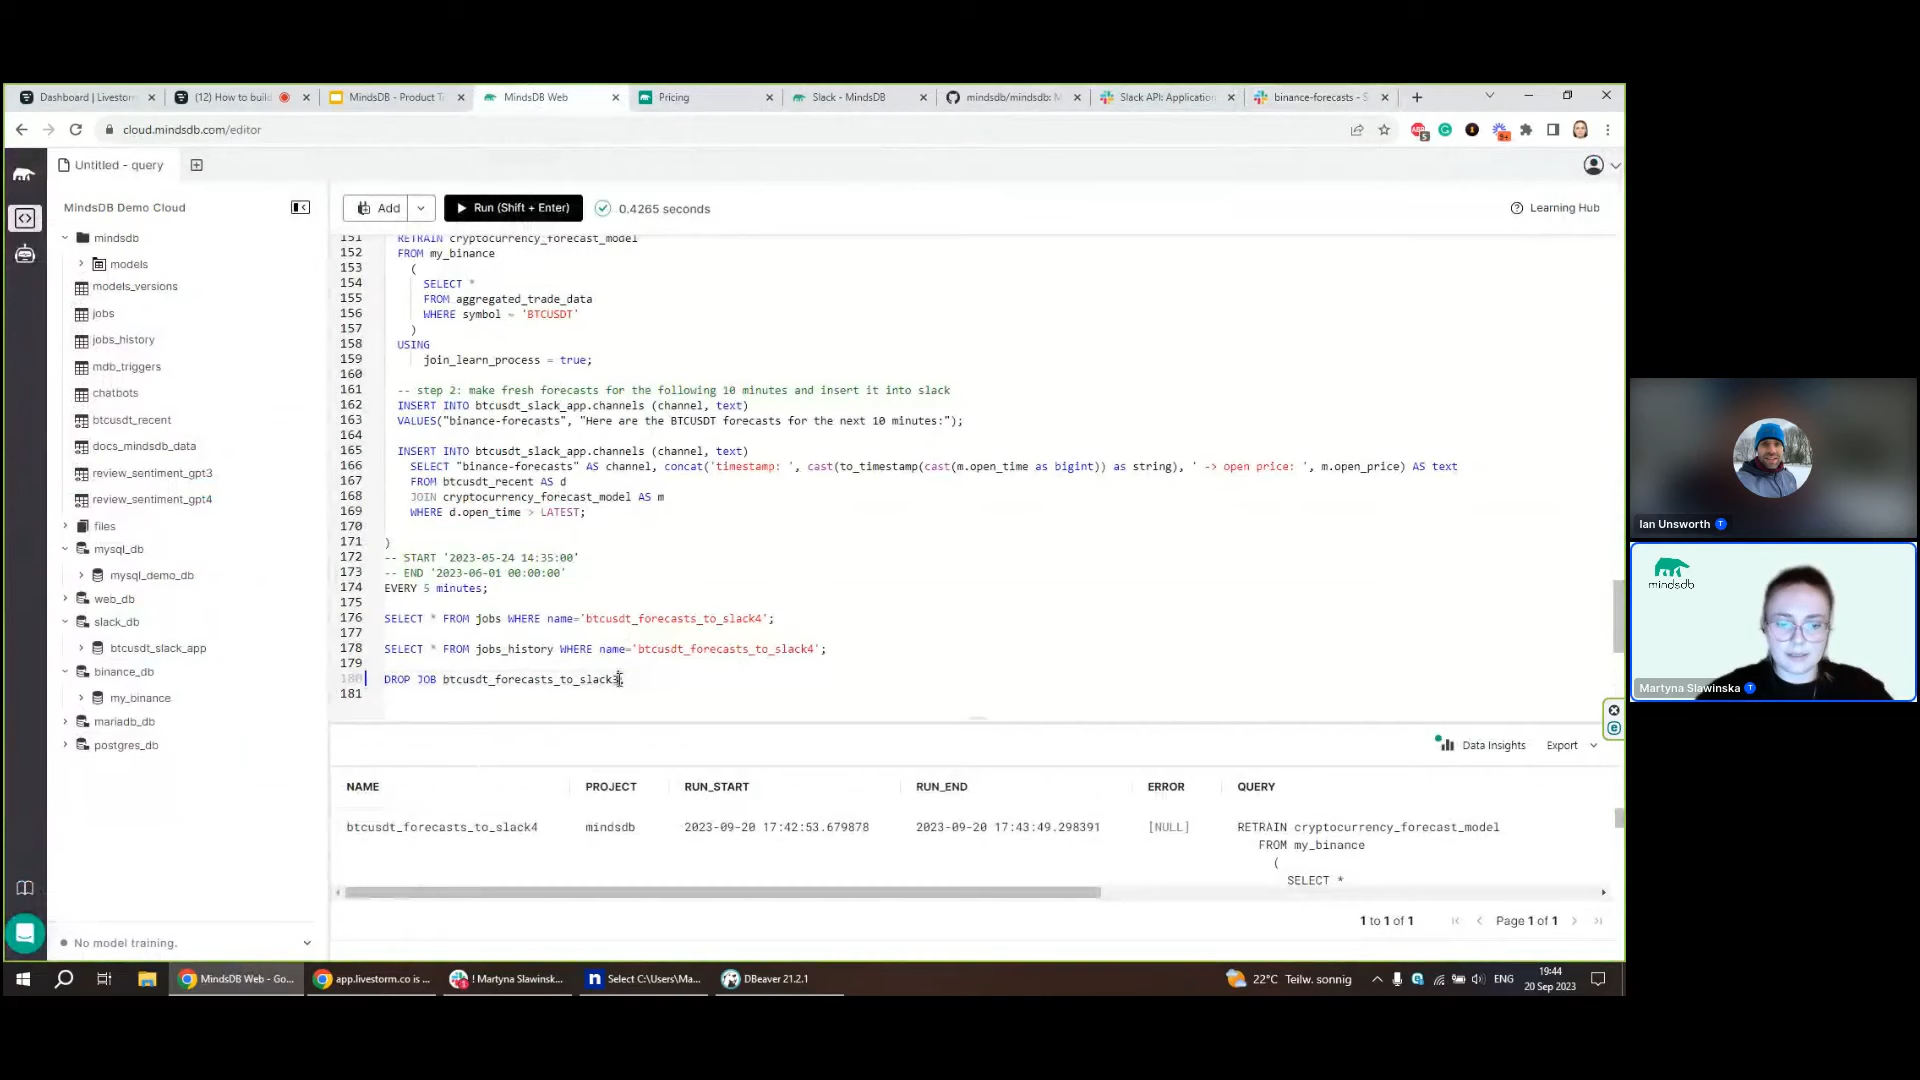 Dashboard | Livestor
(12) How to build
MindsDB - Product T
MindsDB Web
Pricing
Slack - MindsDB
mindsdb/mindsdb: M
Slack API: Application
binance-forecasts - S
cloud.mindsdb.com/editor
Untitled - query
MindsDB Demo Cloud
Add
Run (Shift + Enter)
0.4265 seconds
Learning Hub
mindsdb
models
models_versions
jobs
jobs_history
mdb_triggers
chatbots
btcusdt_recent
docs_mindsdb_data
review_sentiment_gpt3
review_sentiment_gpt4
files
mysql_db
mysql_demo_db
web_db
slack_db
btcusdt_slack_app
binance_db
my_binance
mariadb_db
postgres_db
No model training.
151 RETRAIN cryptocurrency_forecast_model
152 FROM my_binance
153 (
154 SELECT *
155 FROM aggregated_trade_data
156 WHERE symbol = 'BTCUSDT'
157 )
158 USING
159 join_learn_process = true;
160
161 -- step 2: make fresh forecasts for the following 10 minutes and insert it into slack
162 INSERT INTO btcusdt_slack_app.channels (channel, text)
163 VALUES("binance-forecasts", "Here are the BTCUSDT forecasts for the next 10 minutes:");
164
165 INSERT INTO btcusdt_slack_app.channels (channel, text)
166 SELECT "binance-forecasts" AS channel, concat('timestamp: ', cast(to_timestamp(cast(m.open_time as bigint)) as string), ' -> open price: ', m.open_price) AS text
167 FROM btcusdt_recent AS d
168 JOIN cryptocurrency_forecast_model AS m
169 WHERE d.open_time > LATEST;
170
171 )
172 -- START '2023-05-24 14:35:00'
173 -- END '2023-06-01 00:00:00'
174 EVERY 5 minutes;
175
176 SELECT * FROM jobs WHERE name='btcusdt_forecasts_to_slack4';
177
178 SELECT * FROM jobs_history WHERE name='btcusdt_forecasts_to_slack4';
179
180 DROP JOB btcusdt_forecasts_to_slack3;
181
Data Insights
Export
NAME PROJECT RUN_START RUN_END ERROR QUERY
btcusdt_forecasts_to_slack4 mindsdb 2023-09-20 17:42:53.679878 2023-09-20 17:43:49.298391 [NULL] RETRAIN cryptocurrency_forecast_model
FROM my_binance
(
SELECT *
1 to 1 of 1
Page 1 of 1
MindsDB Web - Go...
app.livestorm.co is ...
! Martyna Slawinsk...
Select C:\Users\Ma...
DBeaver 21.2.1
22°C Teilw. sonnig
ENG
19:44
20 Sep 2023
Ian Unsworth
mindsdb
Martyna Slawinska